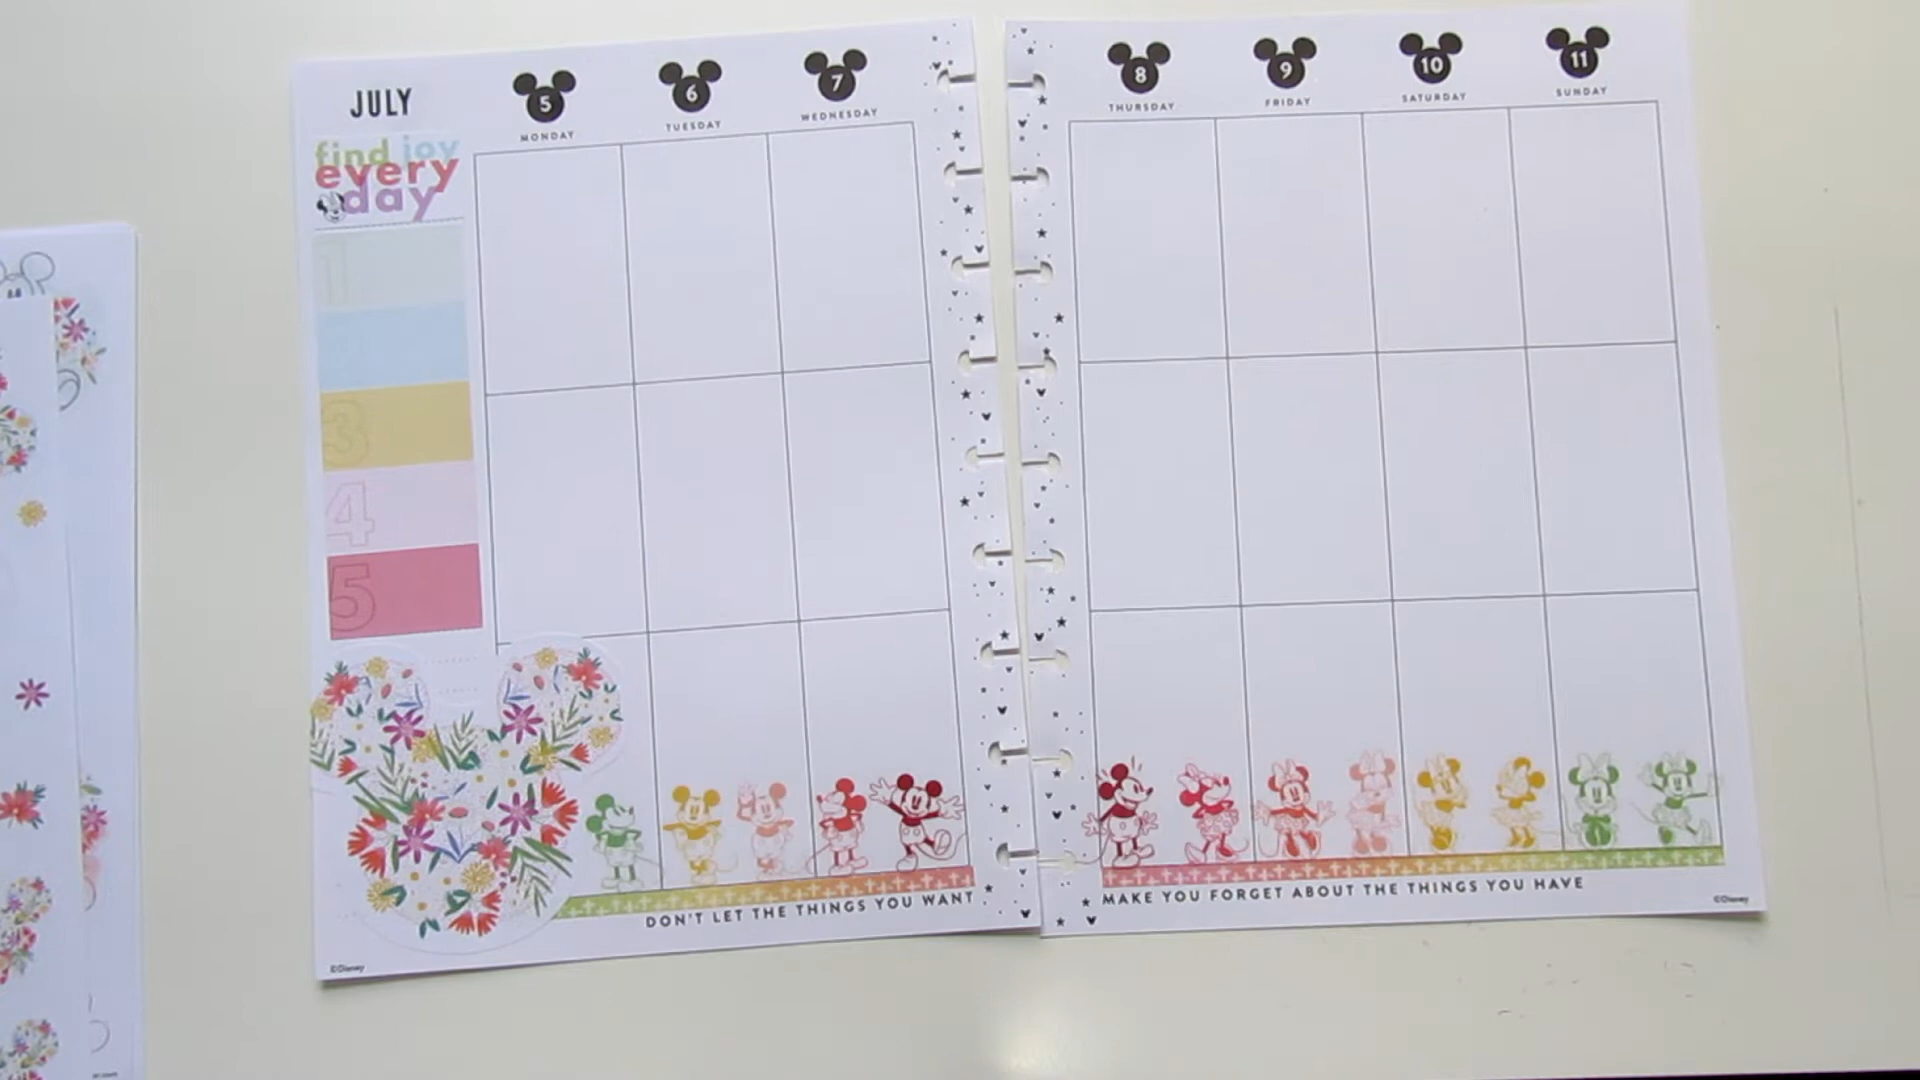 JULY
find joy
every
day
1
3
4
5
5
MONDAY
6
TUESDAY
7
WEDNESDAY
8
THURSDAY
9
FRIDAY
10
SATURDAY
11
SUNDAY
DON'T LET THE THINGS YOU WANT
MAKE YOU FORGET ABOUT THE THINGS YOU HAVE
©Disney
©Disney